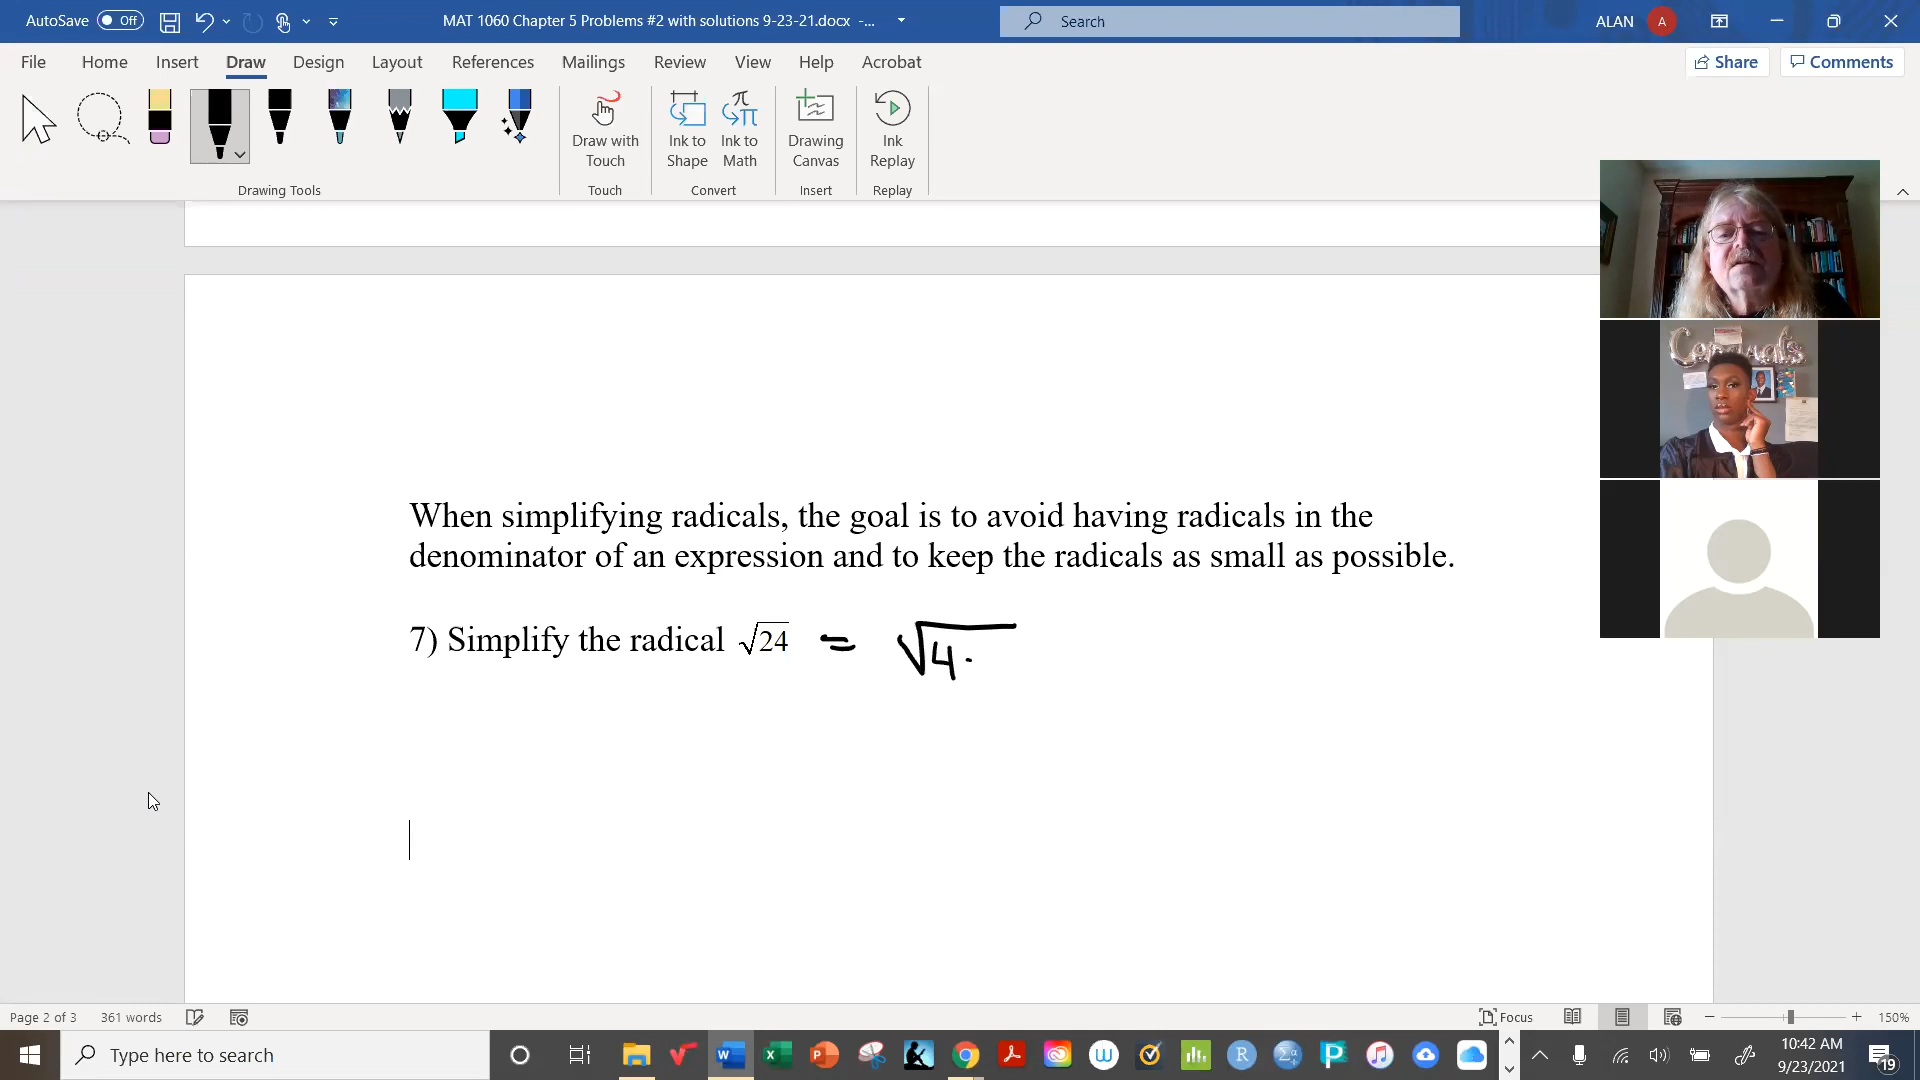 AutoSave Off MAT 1060 Chapter 5 Problems #2 with solutions 9-23-21.docx -... Search ALAN A
File Home Insert Draw Design Layout References Mailings Review View Help Acrobat Share Comments
Draw with Touch
Ink to Shape
Ink to Math
Drawing Canvas
Ink Replay
Drawing Tools Touch Convert Insert Replay
When simplifying radicals, the goal is to avoid having radicals in the
denominator of an expression and to keep the radicals as small as possible.
7) Simplify the radical √24 = √4·
Page 2 of 3 361 words Focus 150%
Type here to search 10:42 AM
9/23/2021 19